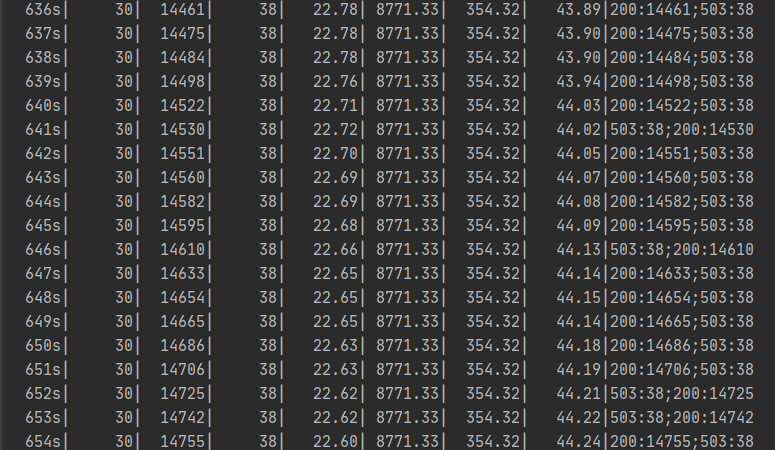 636s|     30|  14461|     38|   22.78| 8771.33|  354.32|   43.89|200:14461;503:38
637s|     30|  14475|     38|   22.78| 8771.33|  354.32|   43.90|200:14475;503:38
638s|     30|  14484|     38|   22.78| 8771.33|  354.32|   43.90|200:14484;503:38
639s|     30|  14498|     38|   22.76| 8771.33|  354.32|   43.94|200:14498;503:38
640s|     30|  14522|     38|   22.71| 8771.33|  354.32|   44.03|200:14522;503:38
641s|     30|  14530|     38|   22.72| 8771.33|  354.32|   44.02|503:38;200:14530
642s|     30|  14551|     38|   22.70| 8771.33|  354.32|   44.05|200:14551;503:38
643s|     30|  14560|     38|   22.69| 8771.33|  354.32|   44.07|200:14560;503:38
644s|     30|  14582|     38|   22.69| 8771.33|  354.32|   44.08|200:14582;503:38
645s|     30|  14595|     38|   22.68| 8771.33|  354.32|   44.09|200:14595;503:38
646s|     30|  14610|     38|   22.66| 8771.33|  354.32|   44.13|503:38;200:14610
647s|     30|  14633|     38|   22.65| 8771.33|  354.32|   44.14|200:14633;503:38
648s|     30|  14654|     38|   22.65| 8771.33|  354.32|   44.15|200:14654;503:38
649s|     30|  14665|     38|   22.65| 8771.33|  354.32|   44.14|200:14665;503:38
650s|     30|  14686|     38|   22.63| 8771.33|  354.32|   44.18|200:14686;503:38
651s|     30|  14706|     38|   22.63| 8771.33|  354.32|   44.19|200:14706;503:38
652s|     30|  14725|     38|   22.62| 8771.33|  354.32|   44.21|503:38;200:14725
653s|     30|  14742|     38|   22.62| 8771.33|  354.32|   44.22|503:38;200:14742
654s|     30|  14755|     38|   22.60| 8771.33|  354.32|   44.24|200:14755;503:38